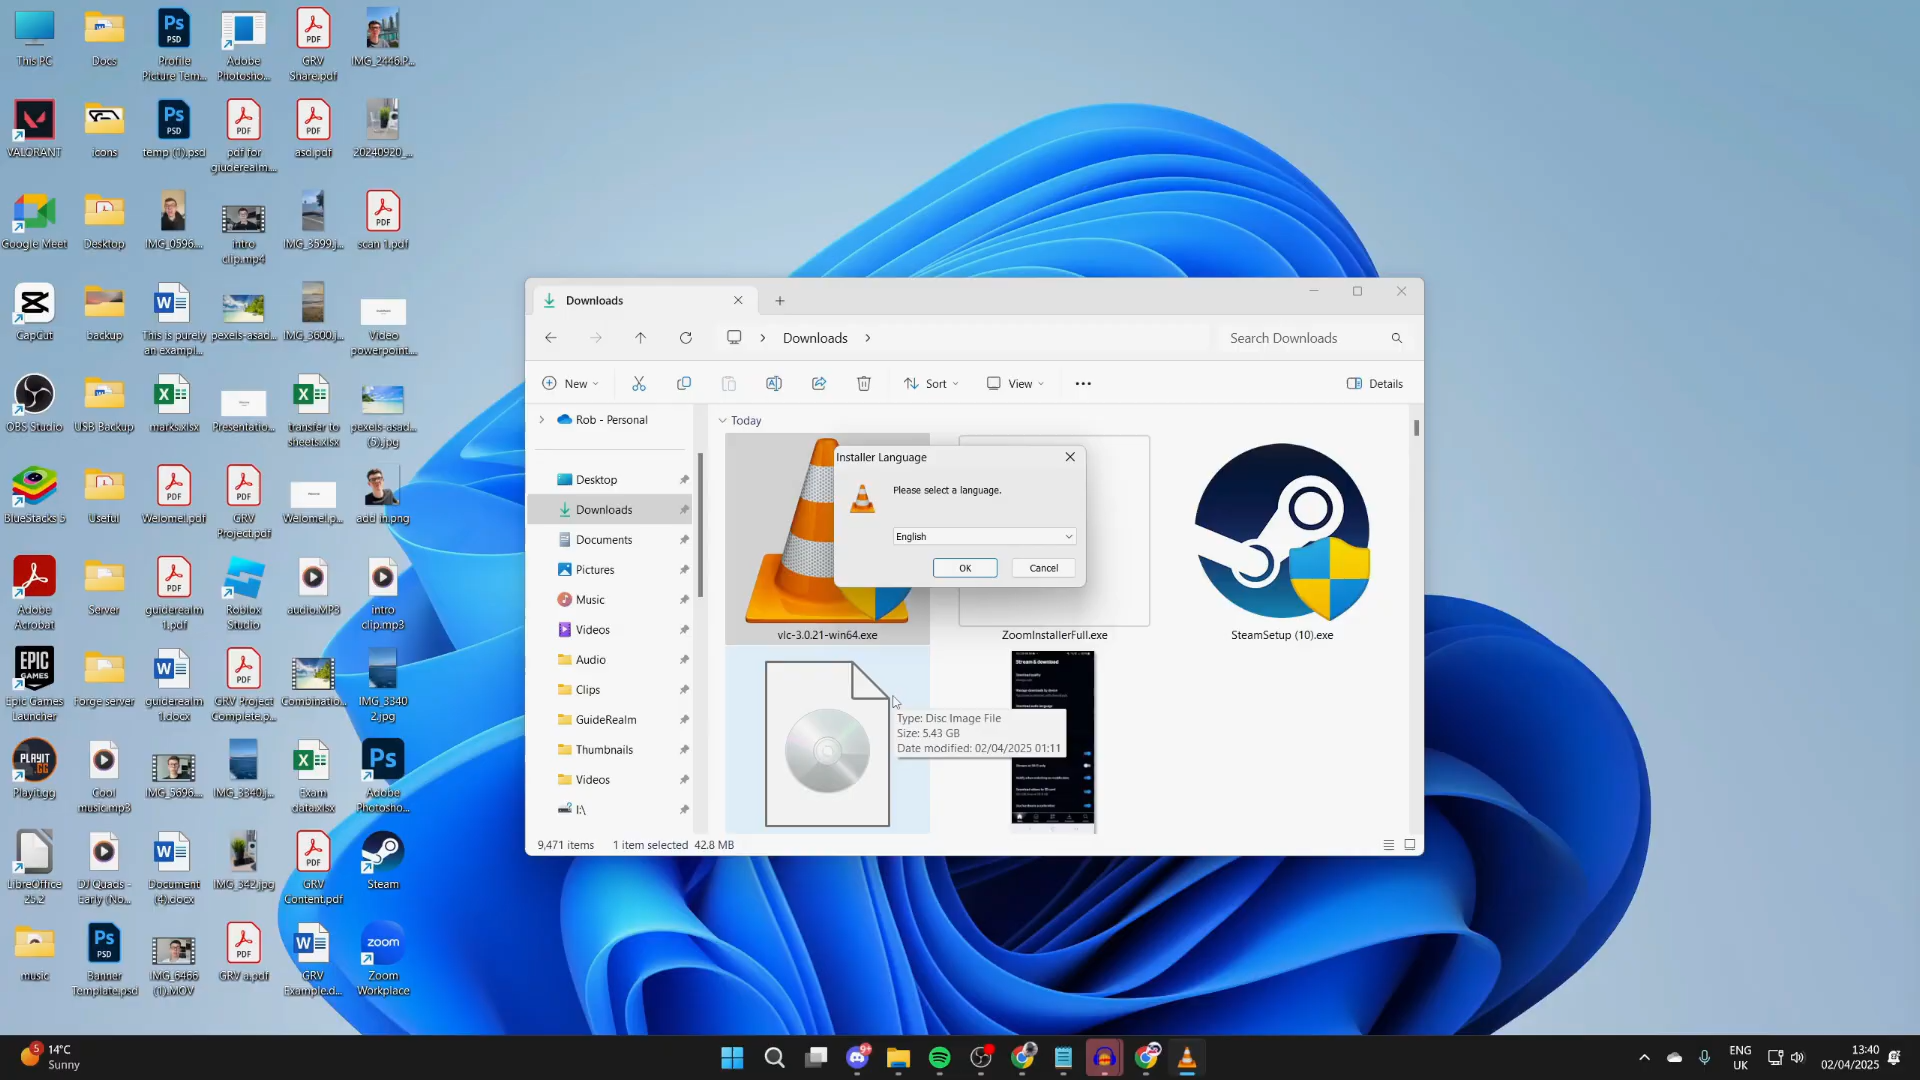 This PC
Docs
Profile
Picture Tem...
Adobe
Photosho...
GRV
Share.pdf
IMG_2446.P...
VALORANT
icons
temp (1).psd
pdf for
giuderealm...
asd.pdf
20240920_...
Google Meet
Desktop
IMG_0596....
intro
clip.mp4
IMG_3599.j...
scan 1.pdf
CapCut
backup
This is purely
an exampl...
pexels-asad...
IMG_3600.j...
Video
powerpoint...
OBS Studio
USB Backup
marks.xlsx
Presentatio...
transfer to
sheets.xlsx
pexels-asad...
(5).jpg
BlueStacks 5
Useful
Welome!.pdf
GRV
Project.pdf
Welome!.p...
add in.png
Adobe
Acrobat
Server
guiderealm
1.pdf
Roblox
Studio
audio.MP3
intro
clip.mp3
EPIC
GAMES
Epic Games
Launcher
Forge server
guiderealm
1.docx
GRV Project
Complete.p...
Combinatio...
IMG_3340
2.jpg
PLAYIT
.GG
Playit.gg
Cool
music.mp3
IMG_5696....
IMG_3340.j...
Exam
data.xlsx
Adobe
Photosho...
LibreOffice
25.2
DJ Quads -
Early (No...
Document
(4).docx
IMG_342.jpg
GRV
Content.pdf
Steam
music
Banner
Template.psd
IMG_6466
(1).MOV
GRV a.pdf
GRV
Example.d...
zoom
Zoom
Workplace
Downloads
Downloads
Search Downloads
New
Sort
View
Details
Rob - Personal
Desktop
Downloads
Documents
Pictures
Music
Videos
Audio
Clips
GuideRealm
Thumbnails
Videos
I:\
Today
vlc-3.0.21-win64.exe
ZoomInstallerFull.exe
SteamSetup (10).exe
Installer Language
Please select a language.
English
OK
Cancel
Type: Disc Image File
Size: 5.43 GB
Date modified: 02/04/2025 01:11
Stream & download
9,471 items
1 item selected 42.8 MB
5
14°C
Sunny
9+
ENG
UK
13:40
02/04/2025